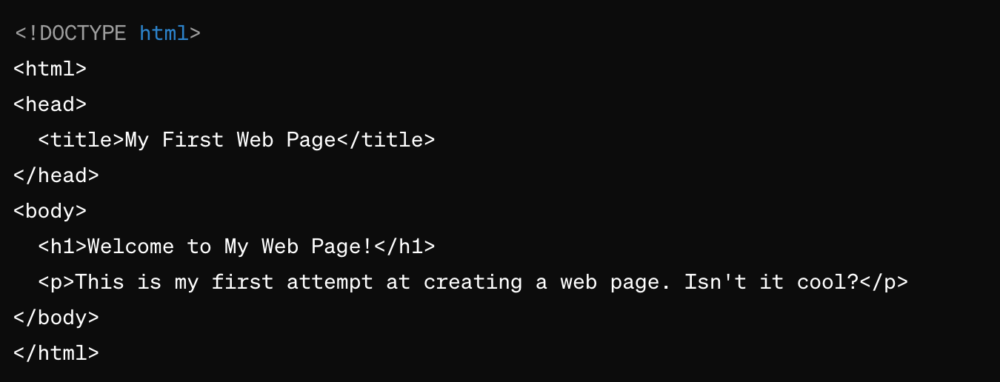 <!DOCTYPE html>
<html>
<head>
  <title>My First Web Page</title>
</head>
<body>
  <h1>Welcome to My Web Page!</h1>
  <p>This is my first attempt at creating a web page. Isn't it cool?</p>
</body>
</html>